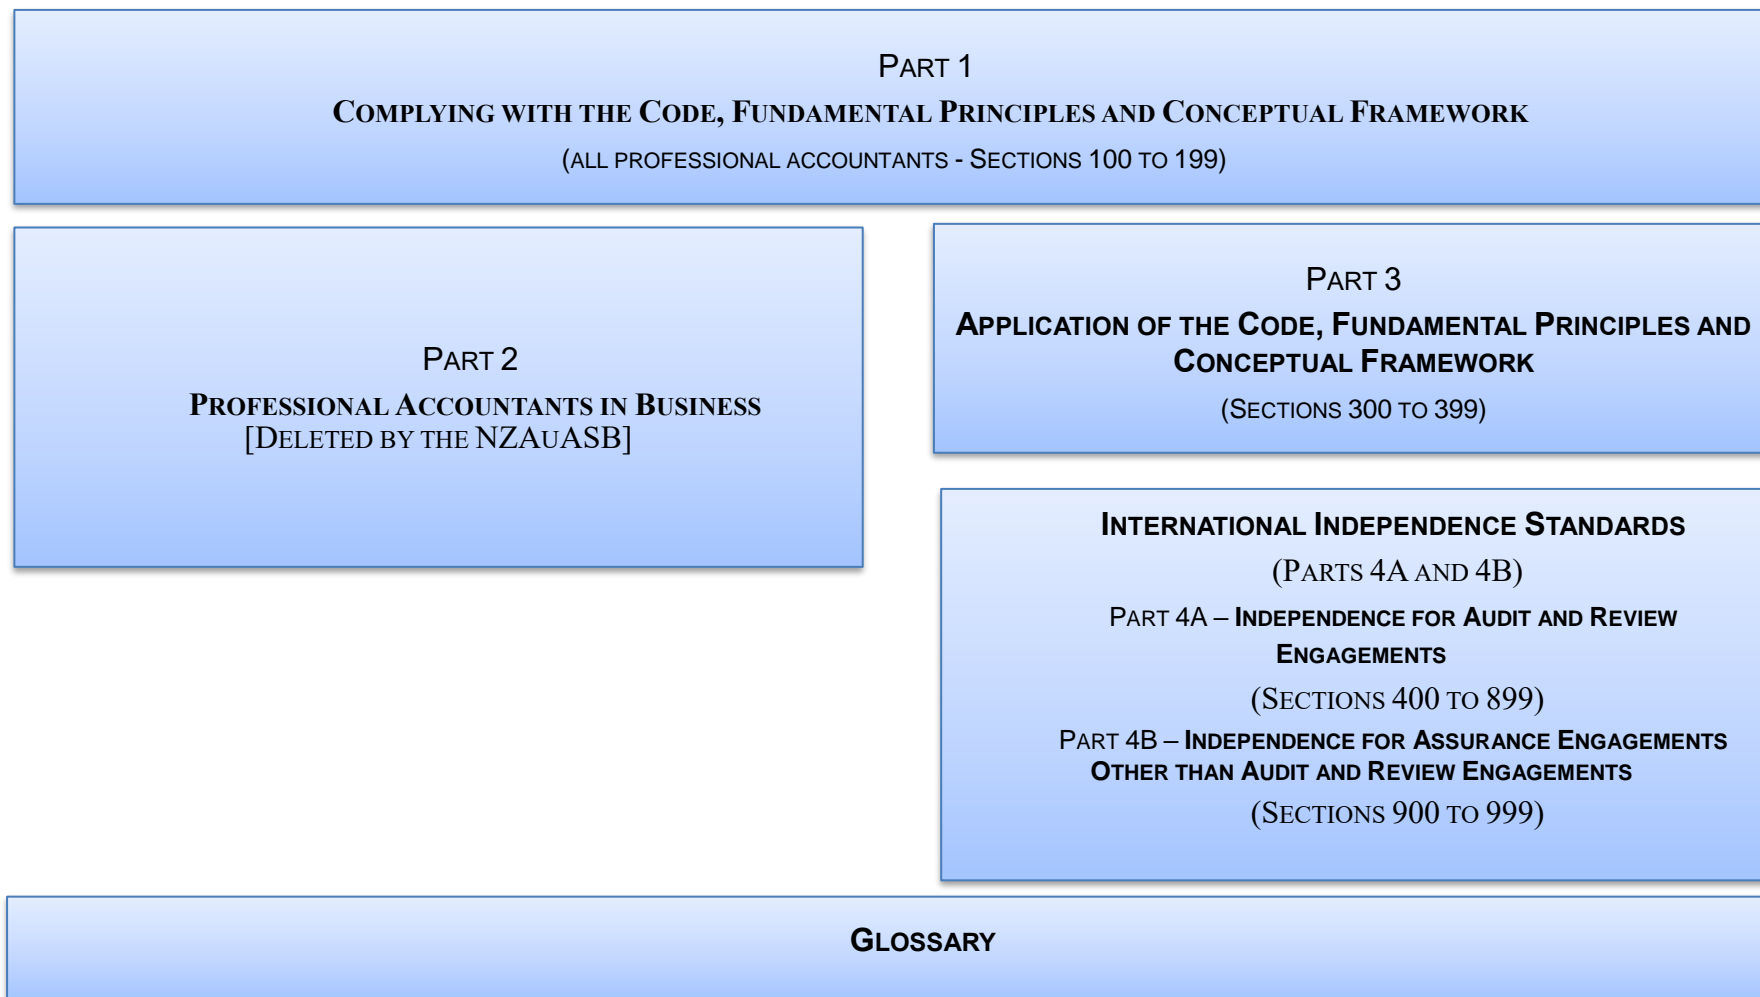 PART 1
COMPLYING WITH THE CODE, FUNDAMENTAL PRINCIPLES AND CONCEPTUAL FRAMEWORK
(ALL PROFESSIONAL ACCOUNTANTS - SECTIONS 100 TO 199)
PART 2
PROFESSIONAL ACCOUNTANTS IN BUSINESS
[DELETED BY THE NZAUASB]
PART 3
APPLICATION OF THE CODE, FUNDAMENTAL PRINCIPLES AND
CONCEPTUAL FRAMEWORK
(SECTIONS 300 TO 399)
INTERNATIONAL INDEPENDENCE STANDARDS
(PARTS 4A AND 4B)
PART 4A – INDEPENDENCE FOR AUDIT AND REVIEW
ENGAGEMENTS
(SECTIONS 400 TO 899)
PART 4B – INDEPENDENCE FOR ASSURANCE ENGAGEMENTS
OTHER THAN AUDIT AND REVIEW ENGAGEMENTS
(SECTIONS 900 TO 999)
GLOSSARY